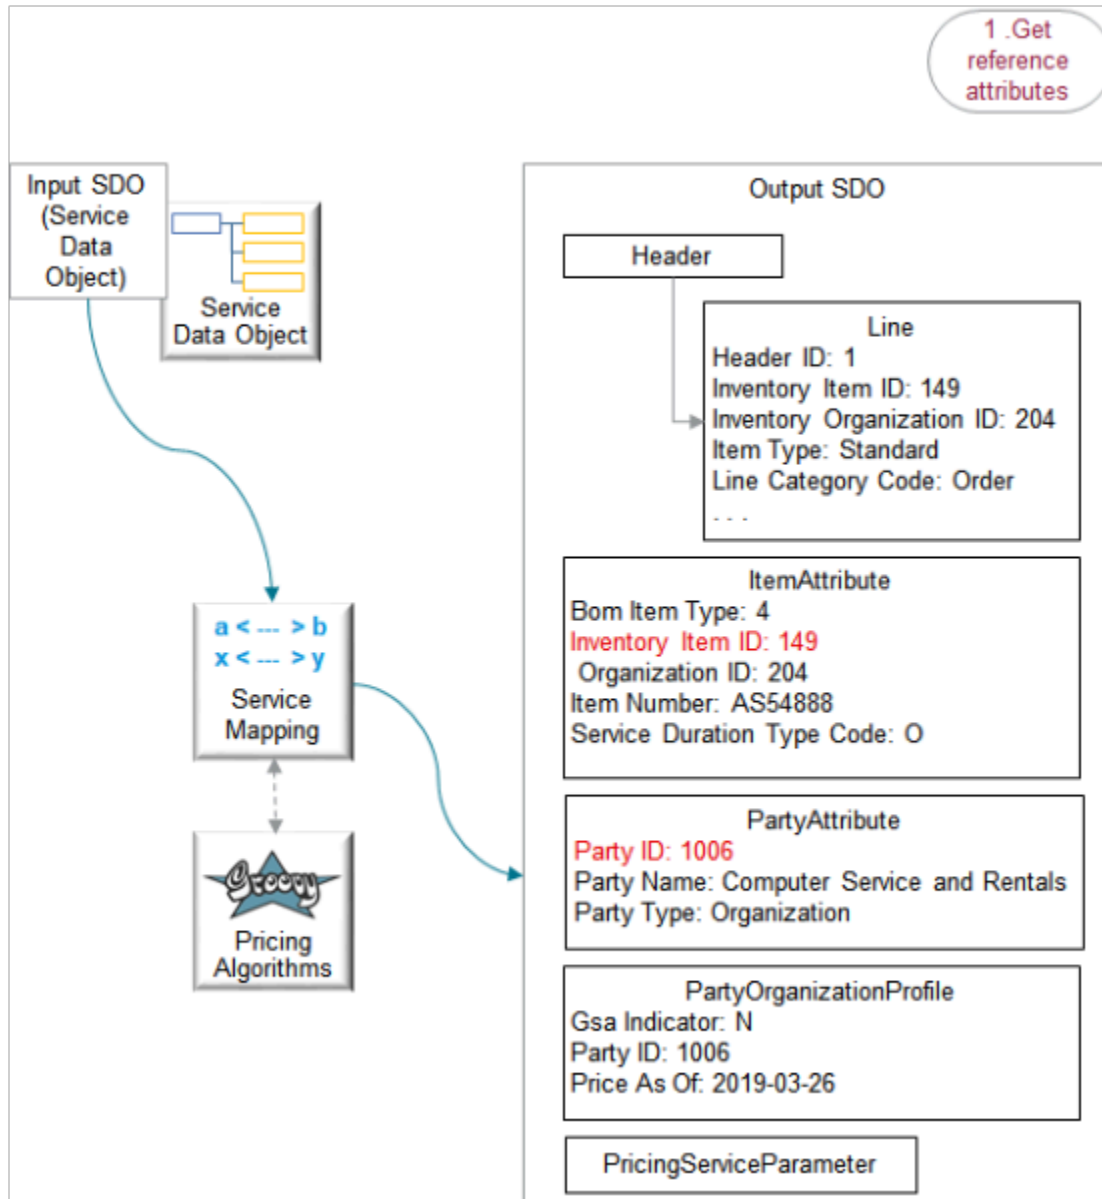 1 .Get
reference
attributes
Input SDO
(Service
Data
Object)
Service
Data Object
a < --- > b
x < --- > y
Service
Mapping
Groovy
Pricing
Algorithms
Output SDO
Header
Line
Header ID: 1
Inventory Item ID: 149
Inventory Organization ID: 204
Item Type: Standard
Line Category Code: Order
. . .
ItemAttribute
Bom Item Type: 4
Inventory Item ID: 149
Organization ID: 204
Item Number: AS54888
Service Duration Type Code: O
PartyAttribute
Party ID: 1006
Party Name: Computer Service and Rentals
Party Type: Organization
PartyOrganizationProfile
Gsa Indicator: N
Party ID: 1006
Price As Of: 2019-03-26
PricingServiceParameter